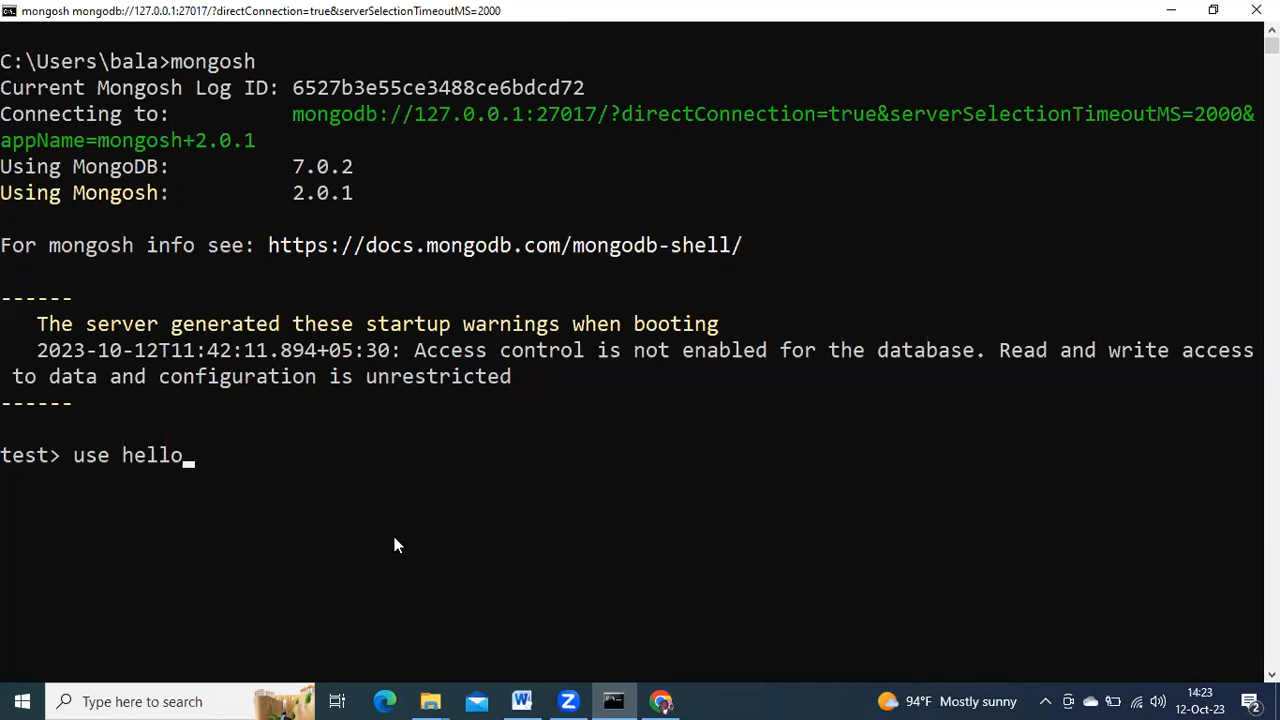 mongosh mongodb://127.0.0.1:27017/?directConnection=true&serverSelectionTimeoutMS=2000
C:\Users\bala>mongosh
Current Mongosh Log ID: 6527b3e55ce3488ce6bdcd72
Connecting to: mongodb://127.0.0.1:27017/?directConnection=true&serverSelectionTimeoutMS=2000&
appName=mongosh+2.0.1
Using MongoDB: 7.0.2
Using Mongosh: 2.0.1
For mongosh info see: https://docs.mongodb.com/mongodb-shell/
------
The server generated these startup warnings when booting
2023-10-12T11:42:11.894+05:30: Access control is not enabled for the database. Read and write access
to data and configuration is unrestricted
------
test> use hello_
Type here to search
94°F Mostly sunny
14:23
12-Oct-23
2